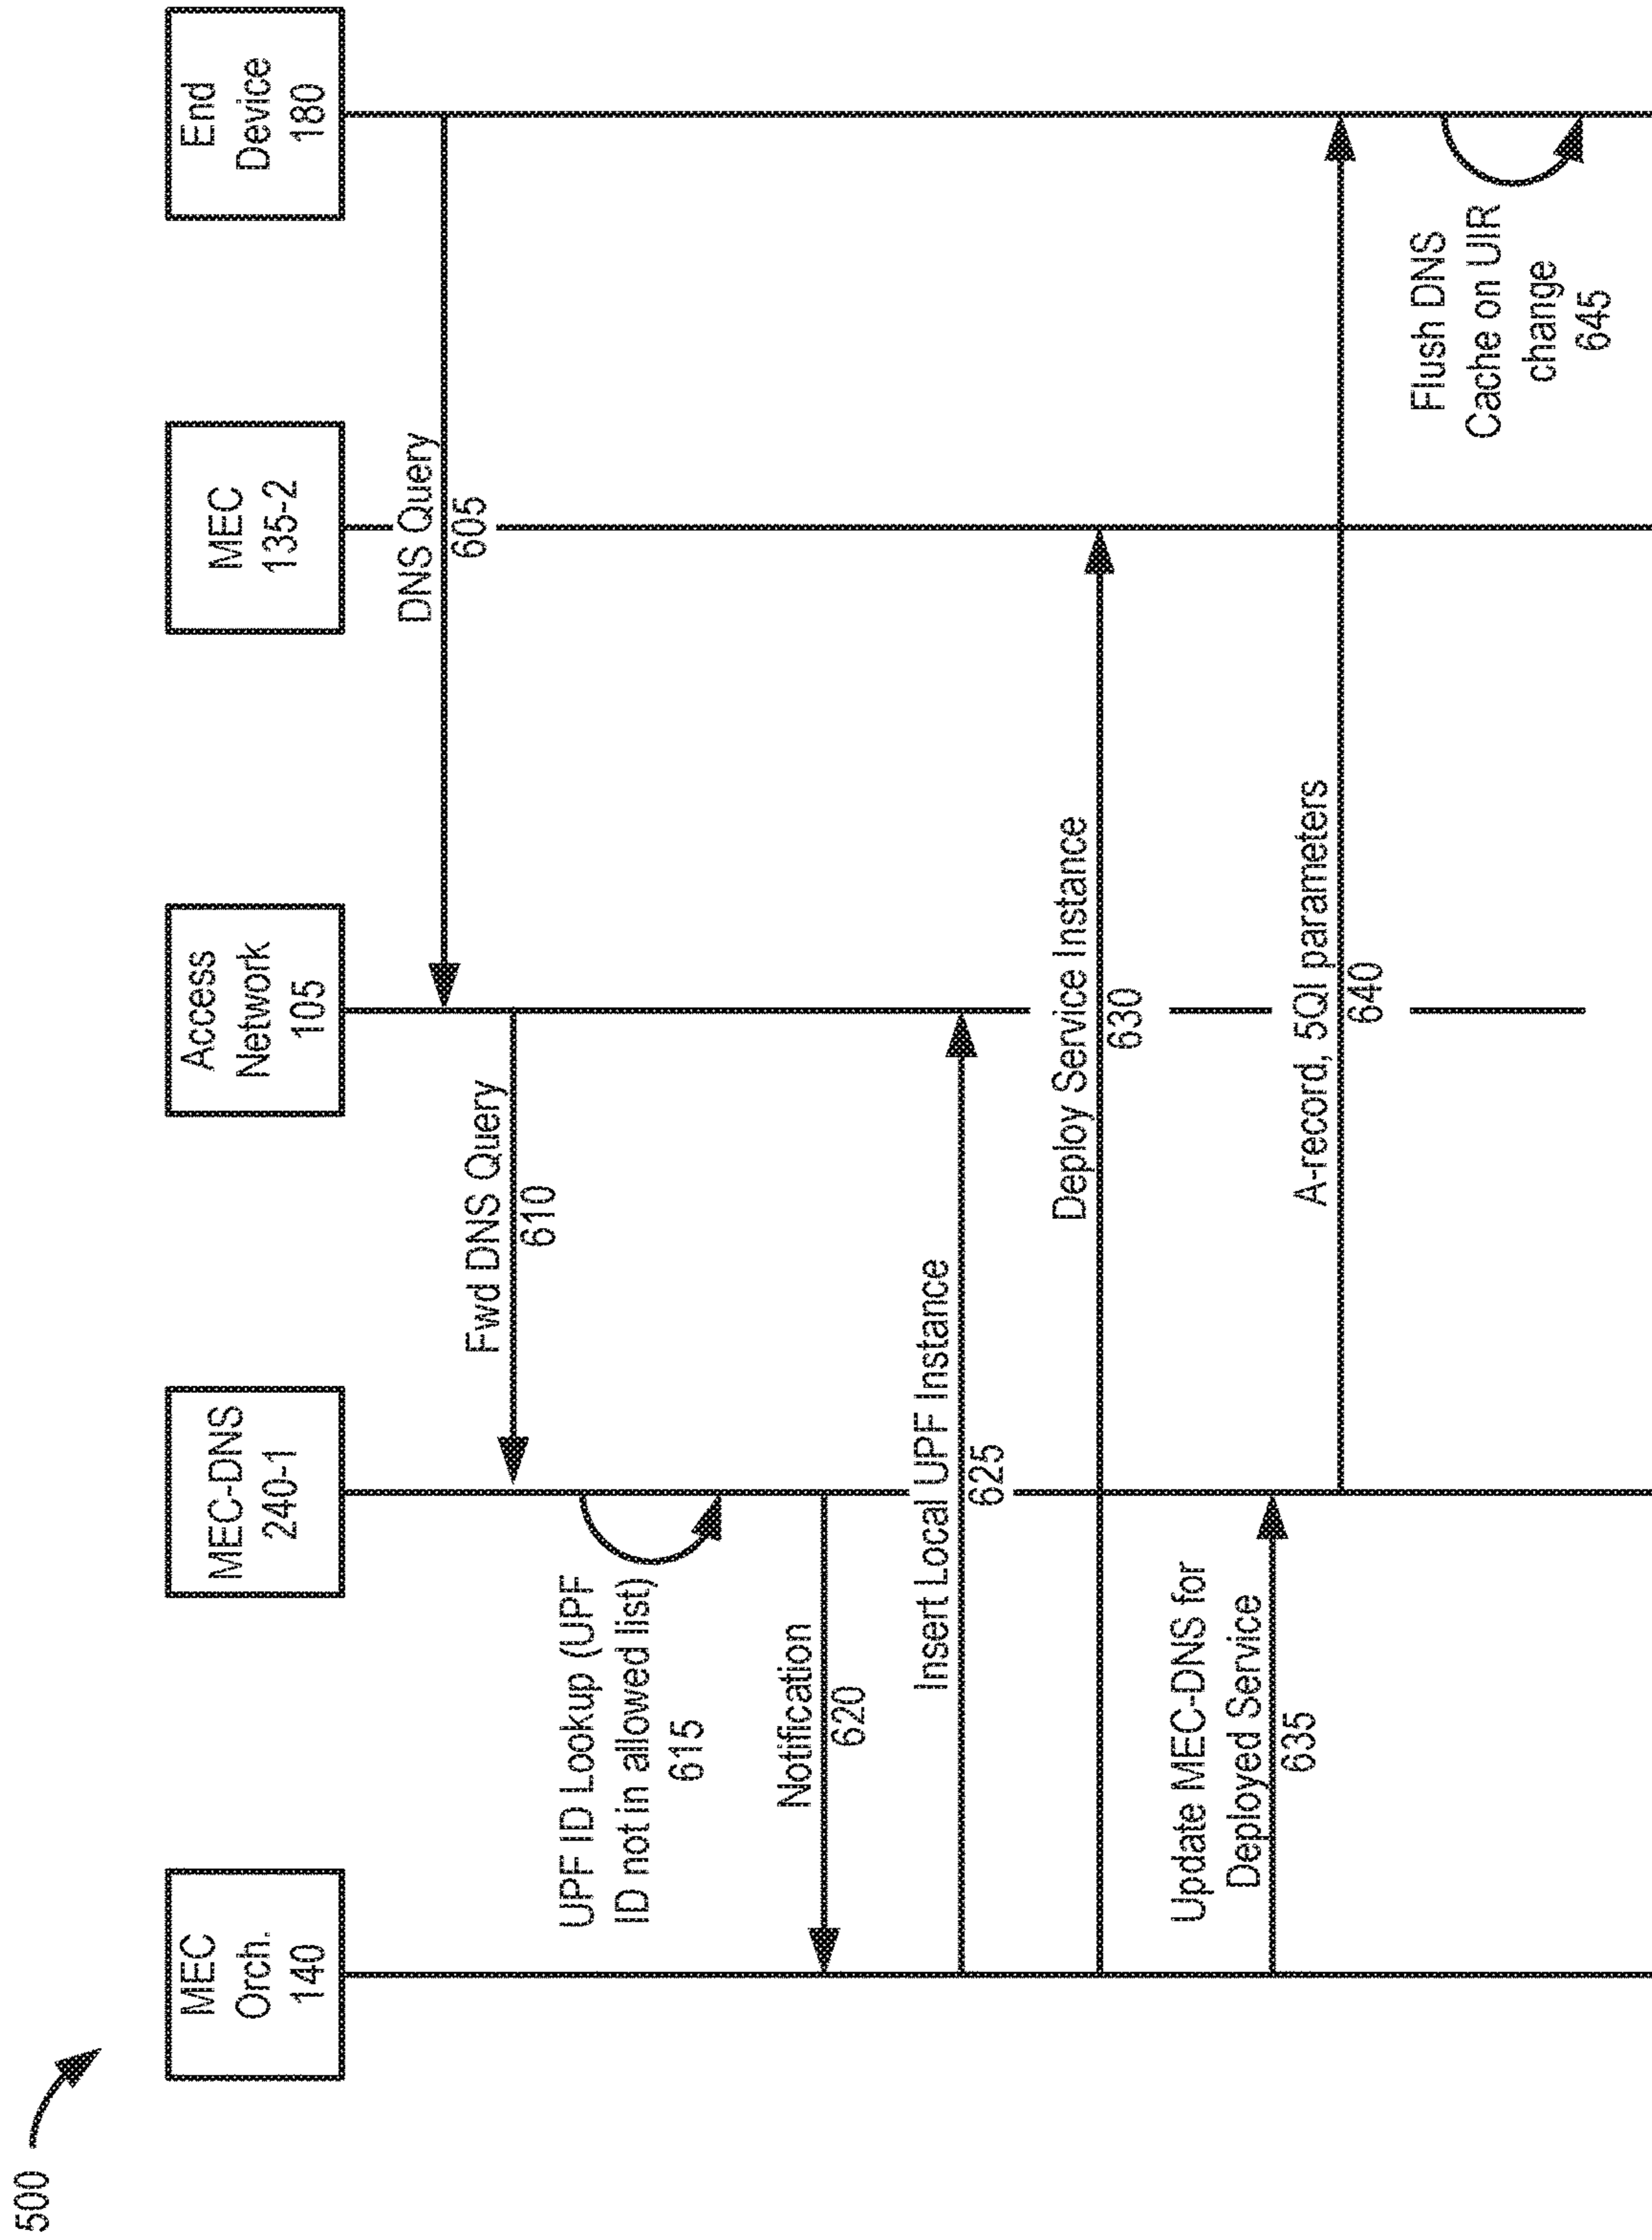 500
MEC
Orch.
140
MEC-DNS
240-1
Access
Network
105
MEC
135-2
End
Device
180
DNS Query
605
Fwd DNS Query
610
UPF ID Lookup (UPF
ID not in allowed list)
615
Notification
620
Insert Local UPF Instance
625
Deploy Service Instance
630
Update MEC-DNS for
Deployed Service
635
A-record, 5QI parameters
640
Flush DNS
Cache on UIR
change
645